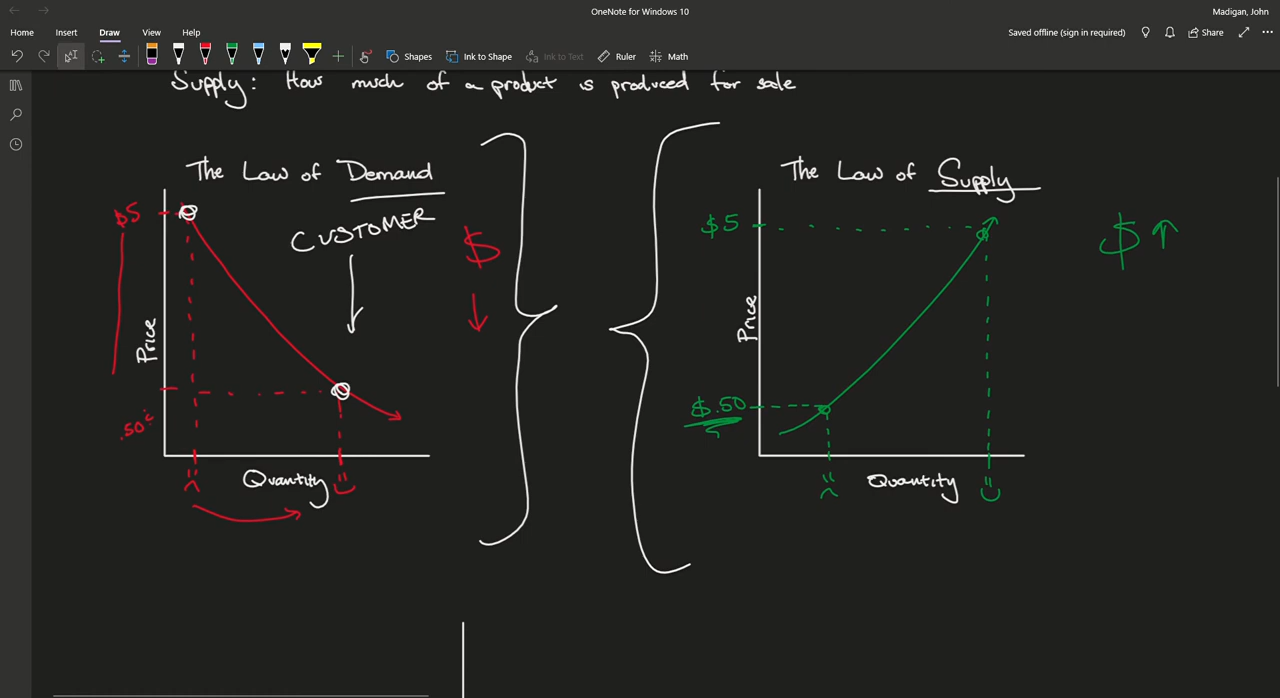 OneNote for Windows 10
Madigan, John
Home Insert Draw View Help
Saved offline (sign in required) Share
Shapes Ink to Shape Ink to Text Ruler Math
Supply: How much of a product is produced for sale
The Law of Demand
CUSTOMER
$5
$
Price
.50¢
Quantity
The Law of Supply
$5
$
Price
$.50
Quantity